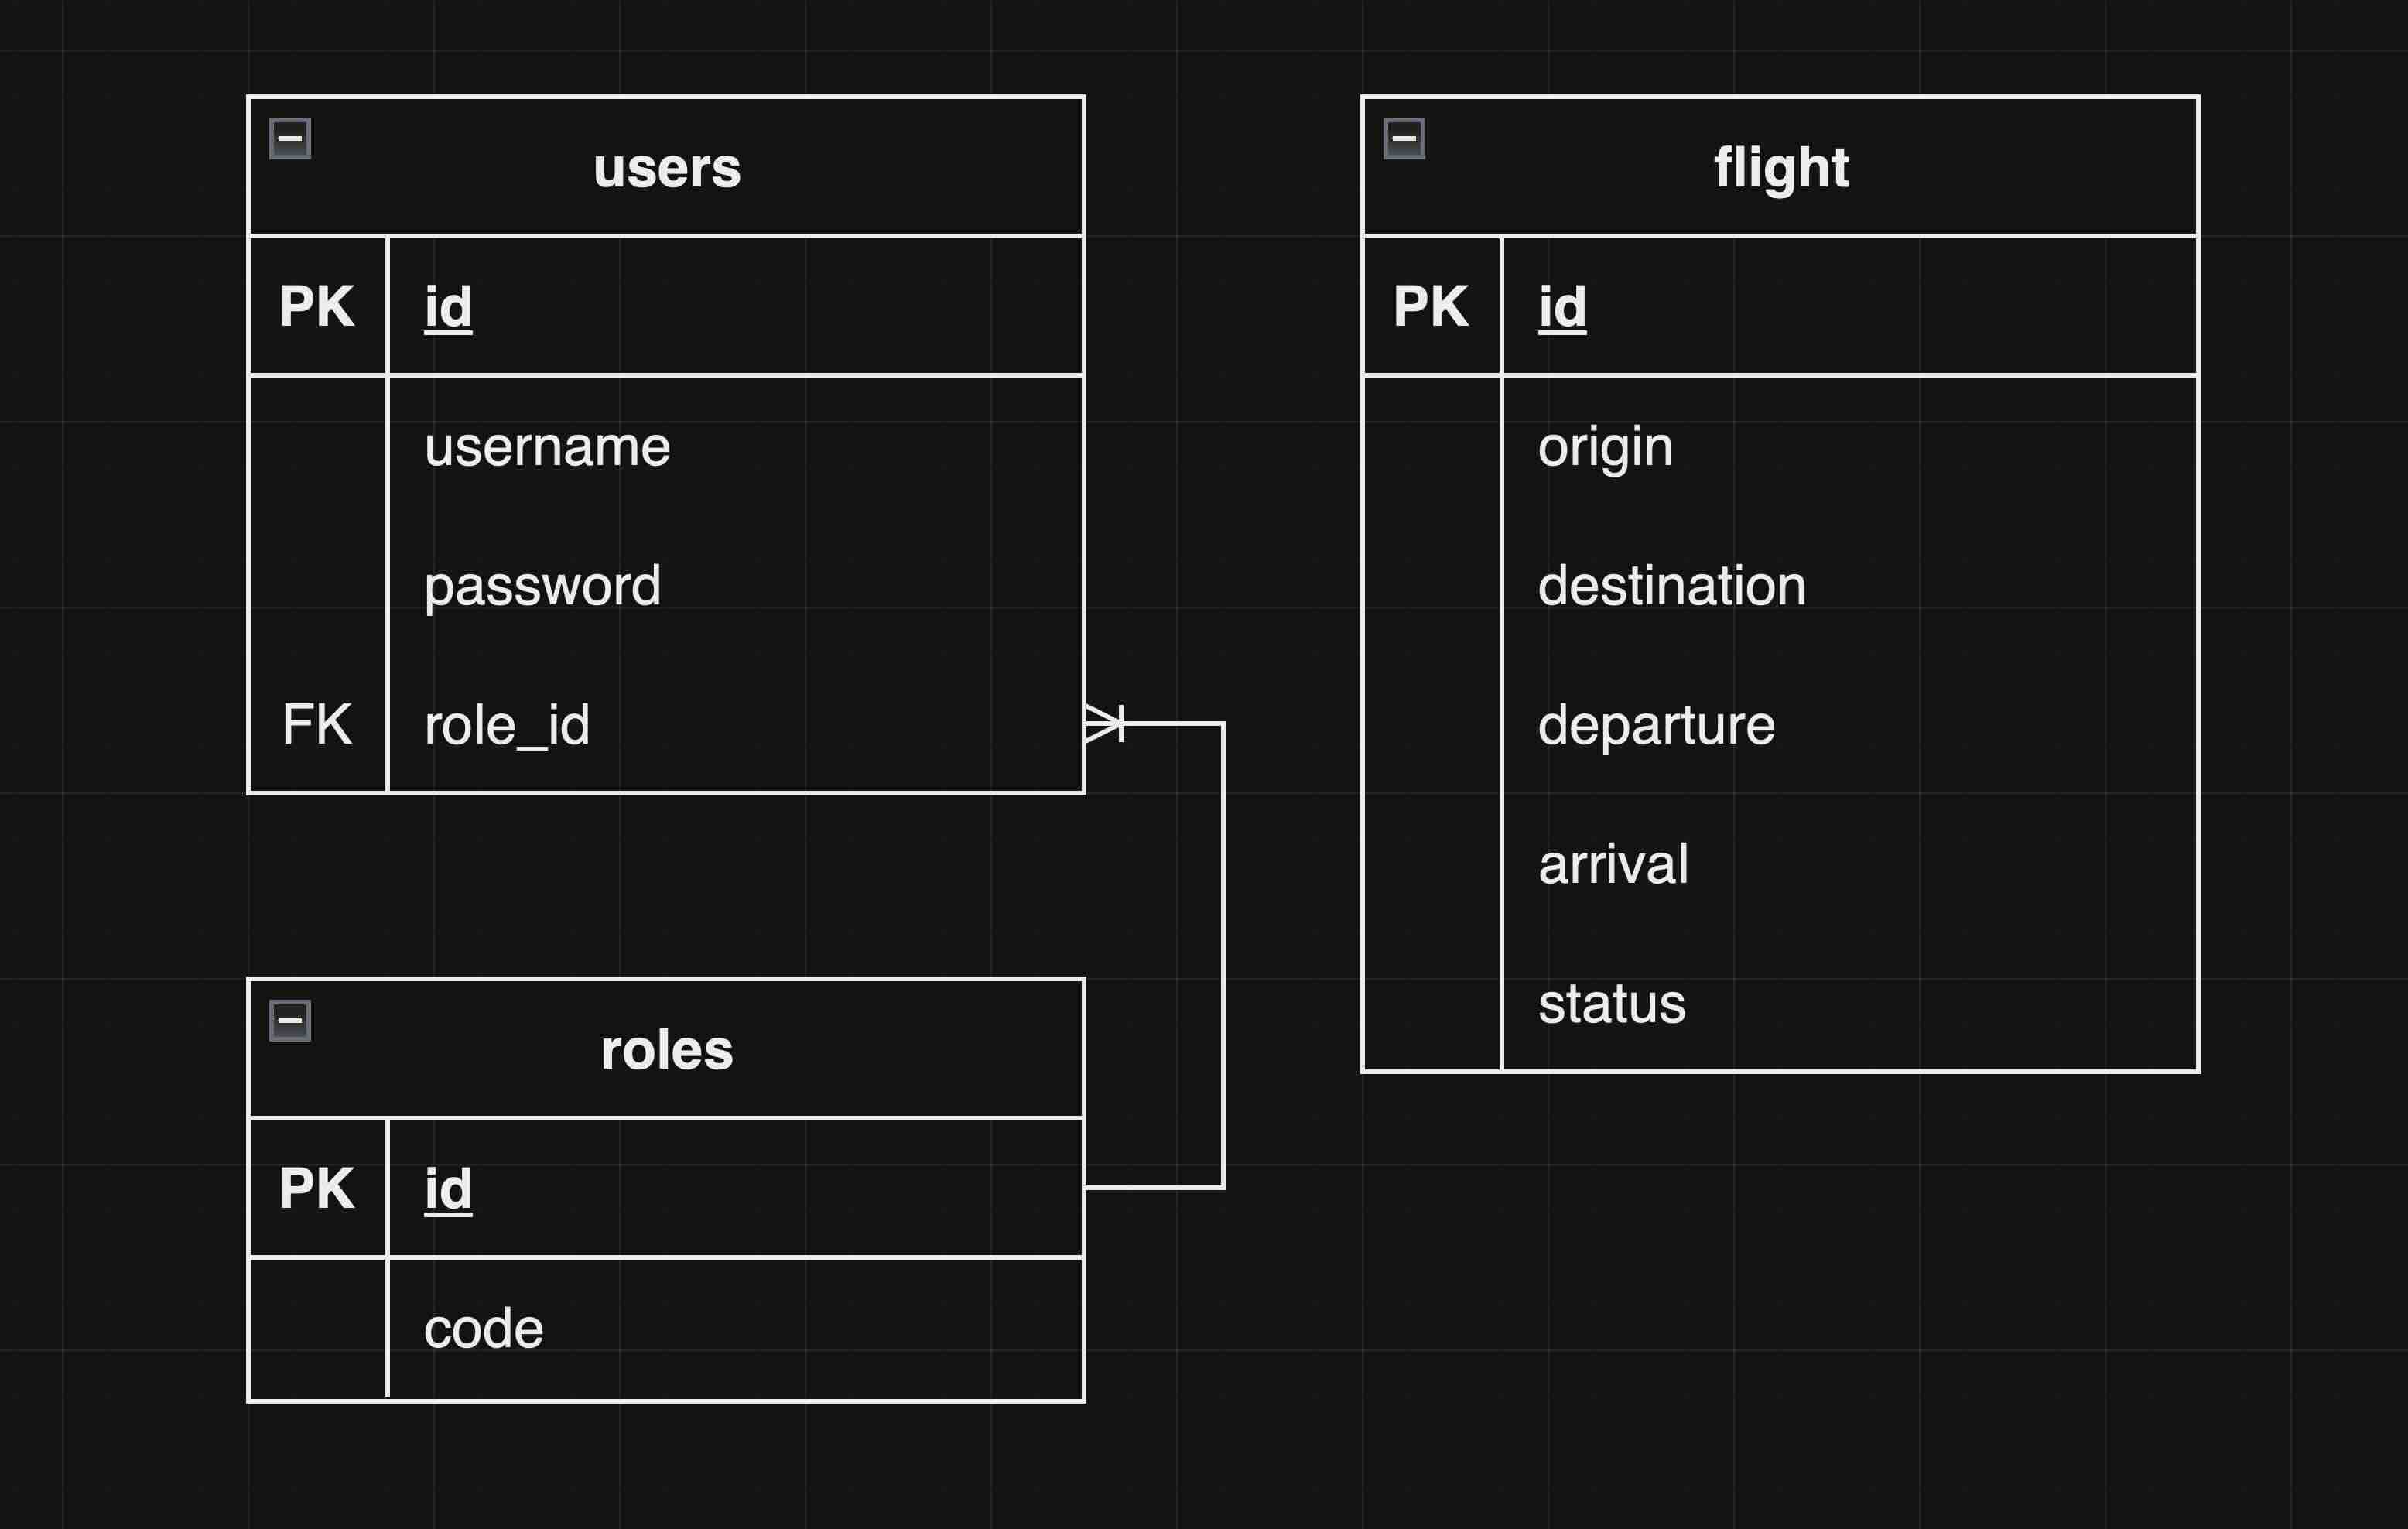 users
PK id
username
password
FK role_id
roles
PK id
code
flight
PK id
origin
destination
departure
arrival
status